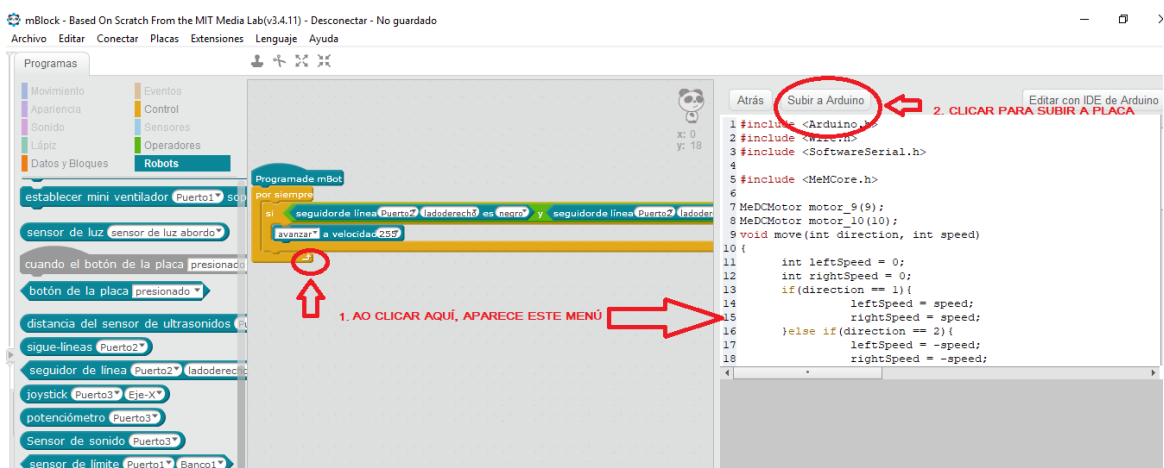 mBlock - Based On Scratch From the MIT Media Lab(v3.4.11) - Desconectar - No guardado
Archivo Editar Conectar Placas Extensiones Lenguaje Ayuda
Programas
Movimiento Eventos
Apariencia Control
Sonido Sensores
Lápiz Operadores
Datos y Bloques Robots
establecer mini ventilador Puerto1
sensor de luz sensor de luz abordo
cuando el botón de la placa presionado
botón de la placa presionado
distancia del sensor de ultrasonidos
sigue-líneas Puerto2
seguidor de línea Puerto2
joystick Puerto3 Eje-X
potenciómetro Puerto3
Sensor de sonido Puerto3
sensor de límite Puerto1 Banco1
x: 0
y: 18
Programade mBot
por siempre
si seguidorde línea Puerto2 ladoderecho es negro y seguidorde línea Puerto2
avanzar a velocidad 255
1. AO CLICAR AQUÍ, APARECE ESTE MENÚ
Atrás Subir a Arduino Editar con IDE de Arduino
2. CLICAR PARA SUBIR A PLACA
1 #include <Arduino.h>
2 #include <Wire.h>
3 #include <SoftwareSerial.h>
4
5 #include <MeMCore.h>
6
7 MeDCMotor motor_9(9);
8 MeDCMotor motor_10(10);
9 void move(int direction, int speed)
10 {
11 int leftSpeed = 0;
12 int rightSpeed = 0;
13 if(direction == 1){
14 leftSpeed = speed;
15 rightSpeed = speed;
16 }else if(direction == 2){
17 leftSpeed = -speed;
18 rightSpeed = -speed;